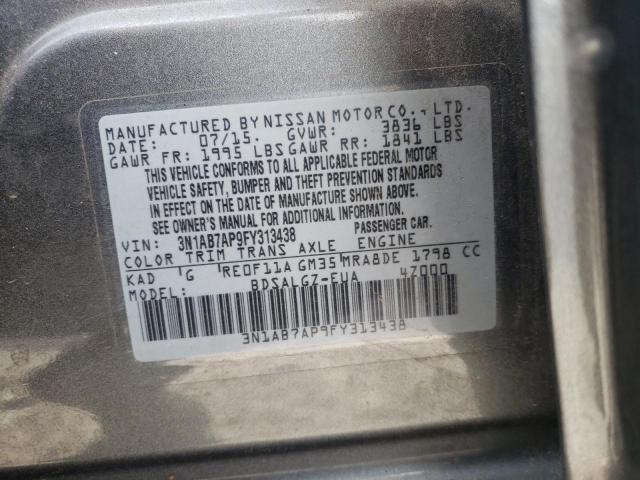 MANUFACTURED BY NISSAN MOTOR CO., LTD.
DATE: 07/15 GVWR: 3836 LBS
GAWR FR: 1995 LBS GAWR RR: 1841 LBS
THIS VEHICLE CONFORMS TO ALL APPLICABLE FEDERAL MOTOR
VEHICLE SAFETY, BUMPER AND THEFT PREVENTION STANDARDS
IN EFFECT ON THE DATE OF MANUFACTURE SHOWN ABOVE.
SEE OWNER'S MANUAL FOR ADDITIONAL INFORMATION.
VIN: 3N1AB7AP9FY313438 PASSENGER CAR.
COLOR TRIM TRANS AXLE ENGINE
KAD G RE0F11A GM35 MRA8DE 1798 CC
MODEL: BDSALGZ-EUA 4Z000
3N1AB7AP9FY313438